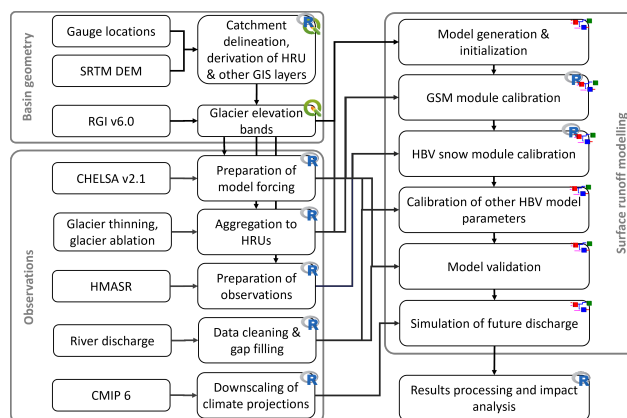 Basin geometry
Gauge locations
SRTM DEM
RGI v6.0
Catchment
delineation,
derivation of HRU
& other GIS layers
Glacier elevation
bands
Observations
CHELSA v2.1
Glacier thinning,
glacier ablation
HMASR
River discharge
CMIP 6
Preparation of
model forcing
Aggregation to
HRUs
Preparation of
observations
Data cleaning &
gap filling
Downscaling of
climate projections
Surface runoff modelling
Model generation &
initialization
GSM module calibration
HBV snow module calibration
Calibration of other HBV model
parameters
Model validation
Simulation of future discharge
Results processing and impact
analysis